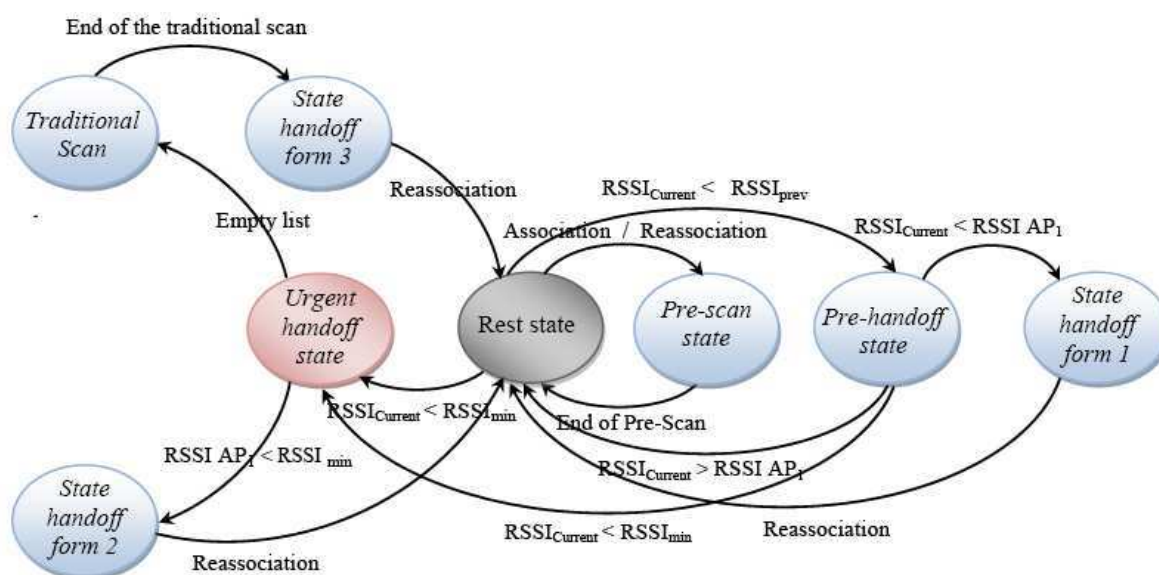 End of the traditional scan
Traditional
Scan
State
handoff
form 3
Reassociation
Empty list
RSSICurrent < RSSIprev
Association / Reassociation
RSSICurrent < RSSI AP1
Urgent
handoff
state
Rest state
Pre-scan
state
Pre-handoff
state
State
handoff
form 1
RSSICurrent < RSSImin
End of Pre-Scan
RSSI AP1 < RSSI min
RSSICurrent > RSSI AP1
State
handoff
form 2
RSSICurrent < RSSImin
Reassociation
Reassociation